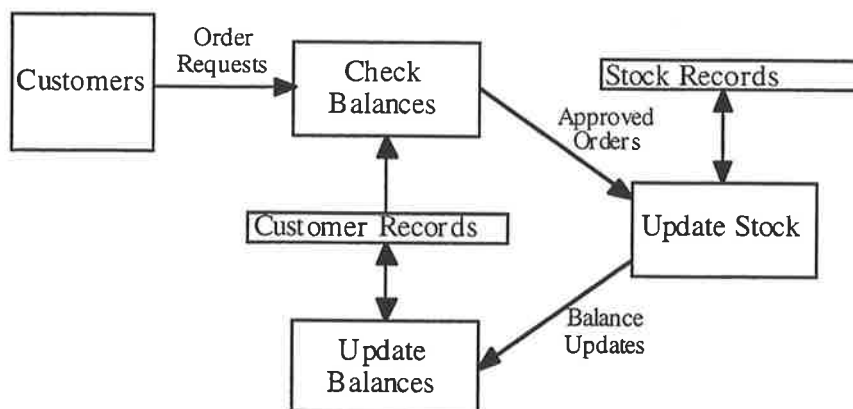 Order
Requests
Customers
Check
Balances
Stock Records
Approved
Orders
Customer Records
Update Stock
Balance
Updates
Update
Balances